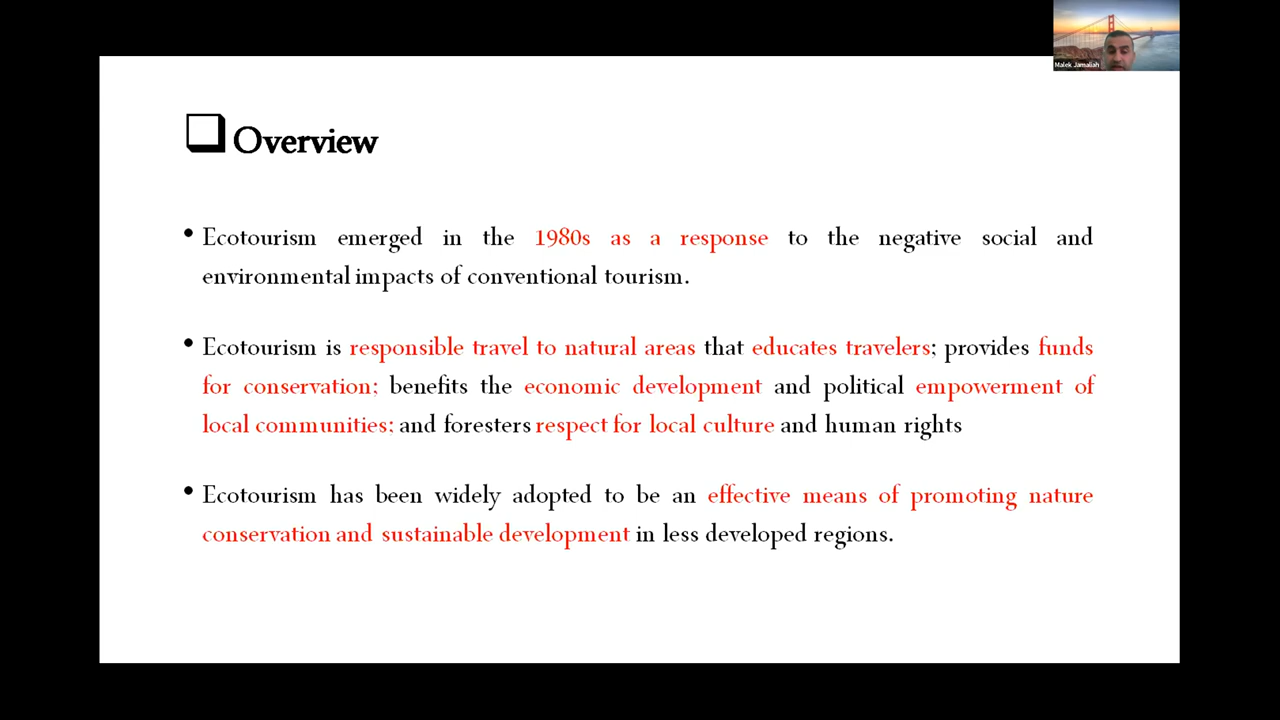 Malek Jamaliah
Overview
• Ecotourism emerged in the 1980s as a response to the negative social and
environmental impacts of conventional tourism.
• Ecotourism is responsible travel to natural areas that educates travelers; provides funds
for conservation; benefits the economic development and political empowerment of
local communities; and foresters respect for local culture and human rights
• Ecotourism has been widely adopted to be an effective means of promoting nature
conservation and sustainable development in less developed regions.